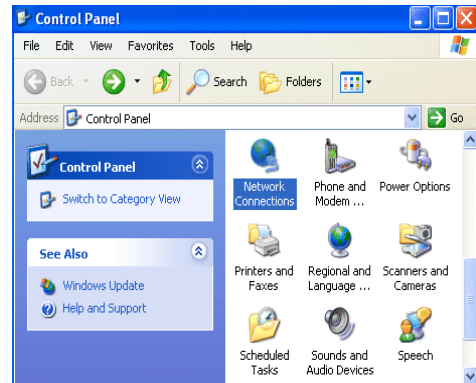 Control Panel
File Edit View Favorites Tools Help
Back Search Folders
Address Control Panel Go
Control Panel
Switch to Category View
See Also
Windows Update
Help and Support
Network Connections
Phone and Modem ...
Power Options
Printers and Faxes
Regional and Language ...
Scanners and Cameras
Scheduled Tasks
Sounds and Audio Devices
Speech